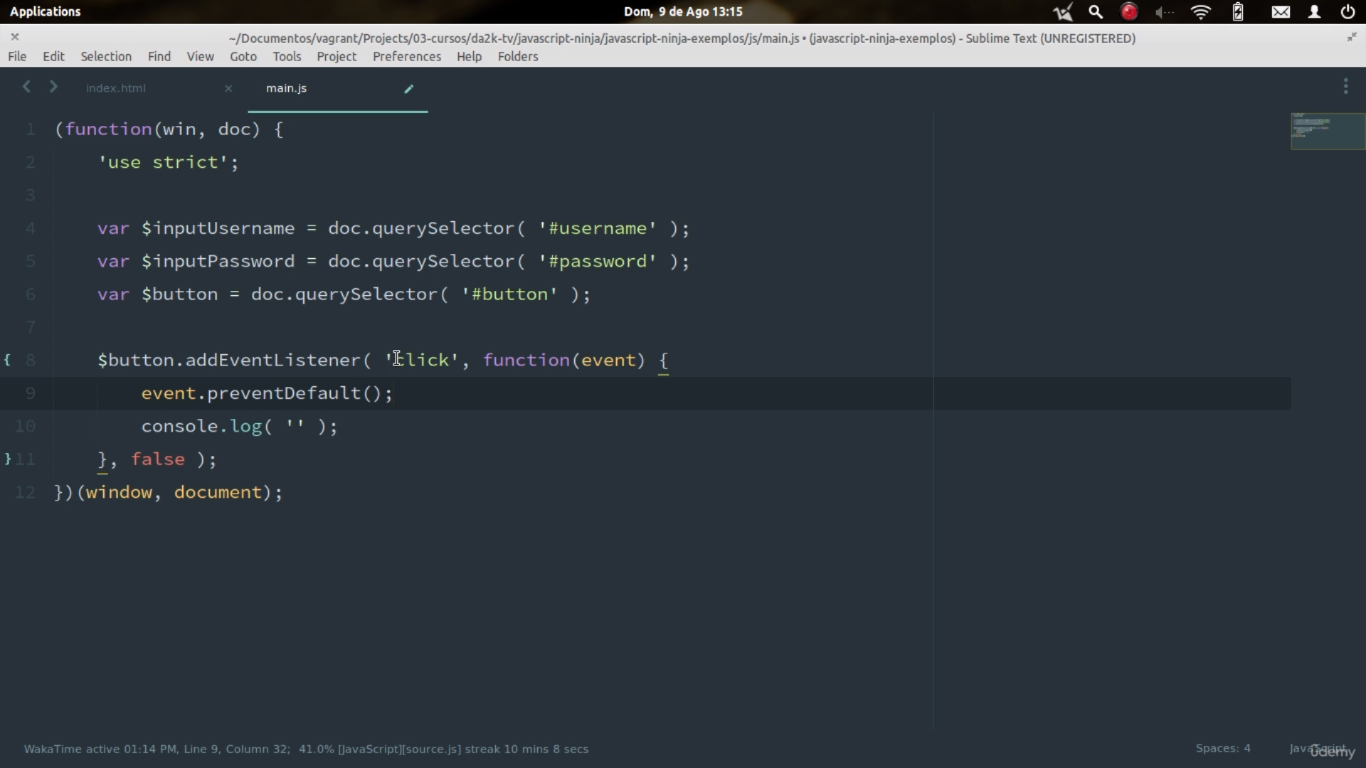 Applications
Dom, 9 de Ago 13:15
~/Documentos/vagrant/Projects/03-cursos/da2k-tv/javascript-ninja/javascript-ninja-exemplos/js/main.js • (javascript-ninja-exemplos) - Sublime Text (UNREGISTERED)
File Edit Selection Find View Goto Tools Project Preferences Help Folders
index.html main.js
1 (function(win, doc) {
2 'use strict';
3
4 var $inputUsername = doc.querySelector( '#username' );
5 var $inputPassword = doc.querySelector( '#password' );
6 var $button = doc.querySelector( '#button' );
7
{ 8 $button.addEventListener( 'click', function(event) {
9 event.preventDefault();
10 console.log( '' );
} 11 }, false );
12 })(window, document);
WakaTime active 01:14 PM, Line 9, Column 32; 41.0% [JavaScript][source.js] streak 10 mins 8 secs
Spaces: 4
JavaScript
ûdemy